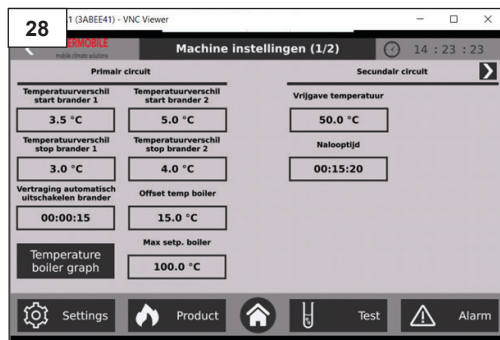 28
1 (3ABEE41) - VNC Viewer
ERMOBILE
mobile climate solutions
Machine instellingen (1/2)
14 : 23 : 23
Primair circuit
Secundair circuit
Temperatuurverschil
start brander 1
Temperatuurverschil
start brander 2
Vrijgave temperatuur
3.5 °C
5.0 °C
50.0 °C
Temperatuurverschil
stop brander 1
Temperatuurverschil
stop brander 2
Nalooptijd
3.0 °C
4.0 °C
00:15:20
Vertraging automatisch
uitschakelen brander
Offset temp boiler
00:00:15
15.0 °C
Temperature
boiler graph
Max setp. boiler
100.0 °C
Settings
Product
Test
Alarm